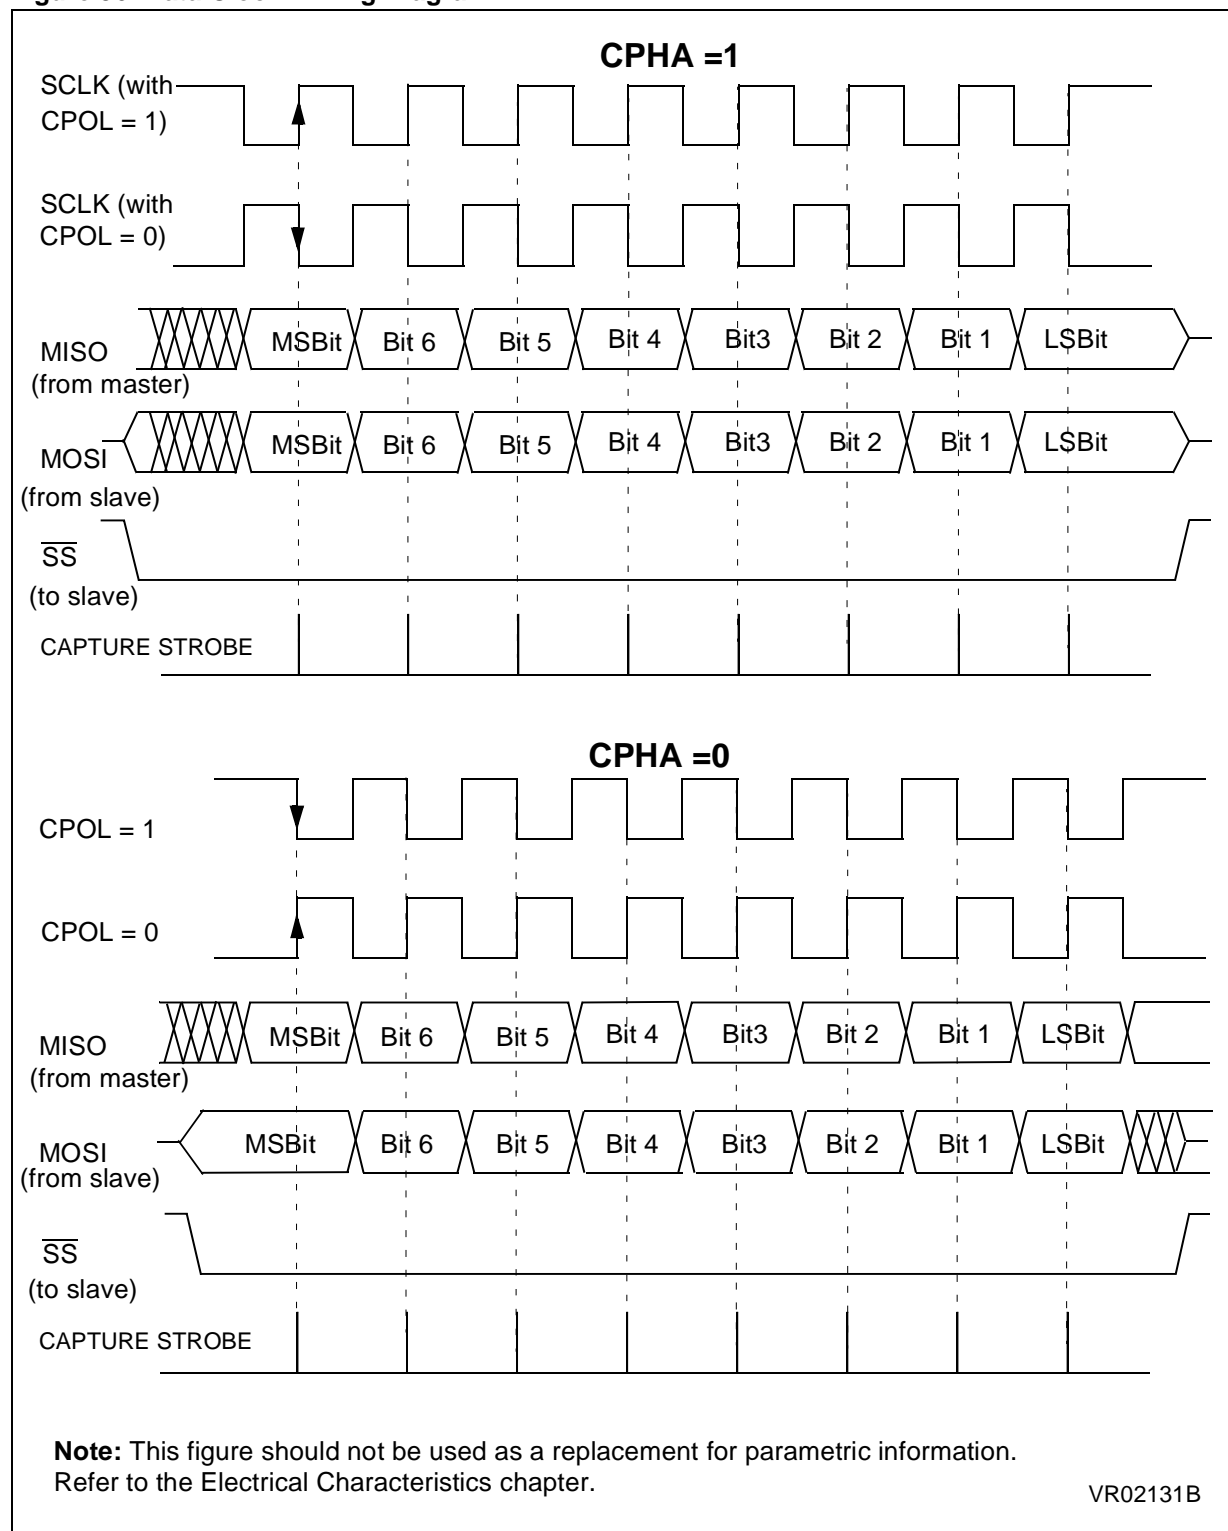 CPHA =1
SCLK (with
CPOL = 1)
SCLK (with
CPOL = 0)
MSBit Bit 6 Bit 5 Bit 4 Bit3 Bit 2 Bit 1 LSBit
MISO
(from master)
MSBit Bit 6 Bit 5 Bit 4 Bit3 Bit 2 Bit 1 LSBit
MOSI
(from slave)
SS
(to slave)
CAPTURE STROBE
CPHA =0
CPOL = 1
CPOL = 0
MSBit Bit 6 Bit 5 Bit 4 Bit3 Bit 2 Bit 1 LSBit
MISO
(from master)
MSBit Bit 6 Bit 5 Bit 4 Bit3 Bit 2 Bit 1 LSBit
MOSI
(from slave)
SS
(to slave)
CAPTURE STROBE
Note: This figure should not be used as a replacement for parametric information.
Refer to the Electrical Characteristics chapter.
VR02131B